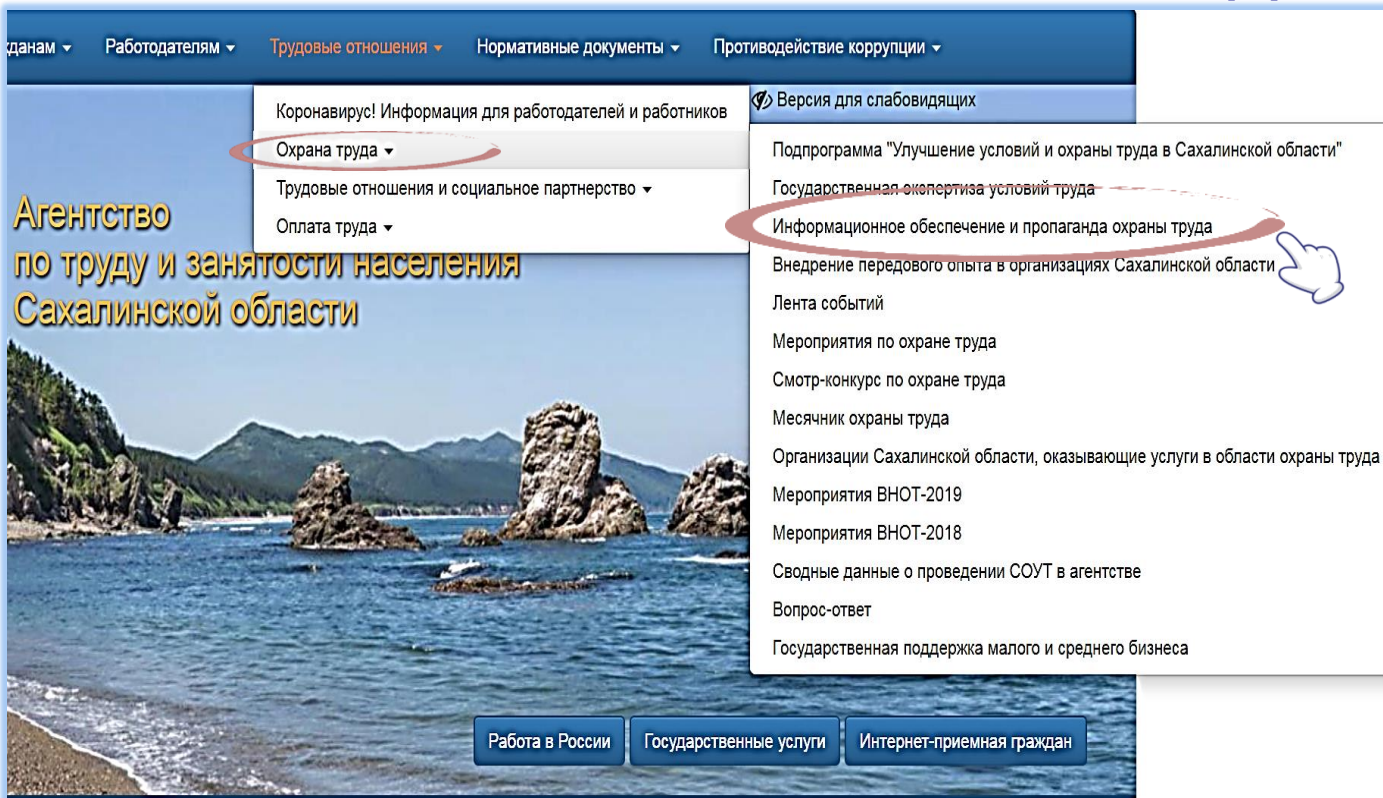 Работодателям
Трудовые отношения
Нормативные документы
Противодействие коррупции
Коронавирус! Информация для работодателей и работников
Охрана труда
Трудовые отношения и социальное партнерство
Оплата труда
Версия для слабовидящих
Подпрограмма "Улучшение условий и охраны труда в Сахалинской области"
Государственная экспертиза условий труда
Информационное обеспечение и пропаганда охраны труда
Внедрение передового опыта в организациях Сахалинской области
Лента событий
Мероприятия по охране труда
Смотр-конкурс по охране труда
Месячник охраны труда
Организации Сахалинской области, оказывающие услуги в области охраны труда
Мероприятия ВНОТ-2019
Мероприятия ВНОТ-2018
Сводные данные о проведении СОУТ в агентстве
Вопрос-ответ
Государственная поддержка малого и среднего бизнеса
Агентство
по труду и занятости населения
Сахалинской области
Работа в России
Государственные услуги
Интернет-приемная граждан